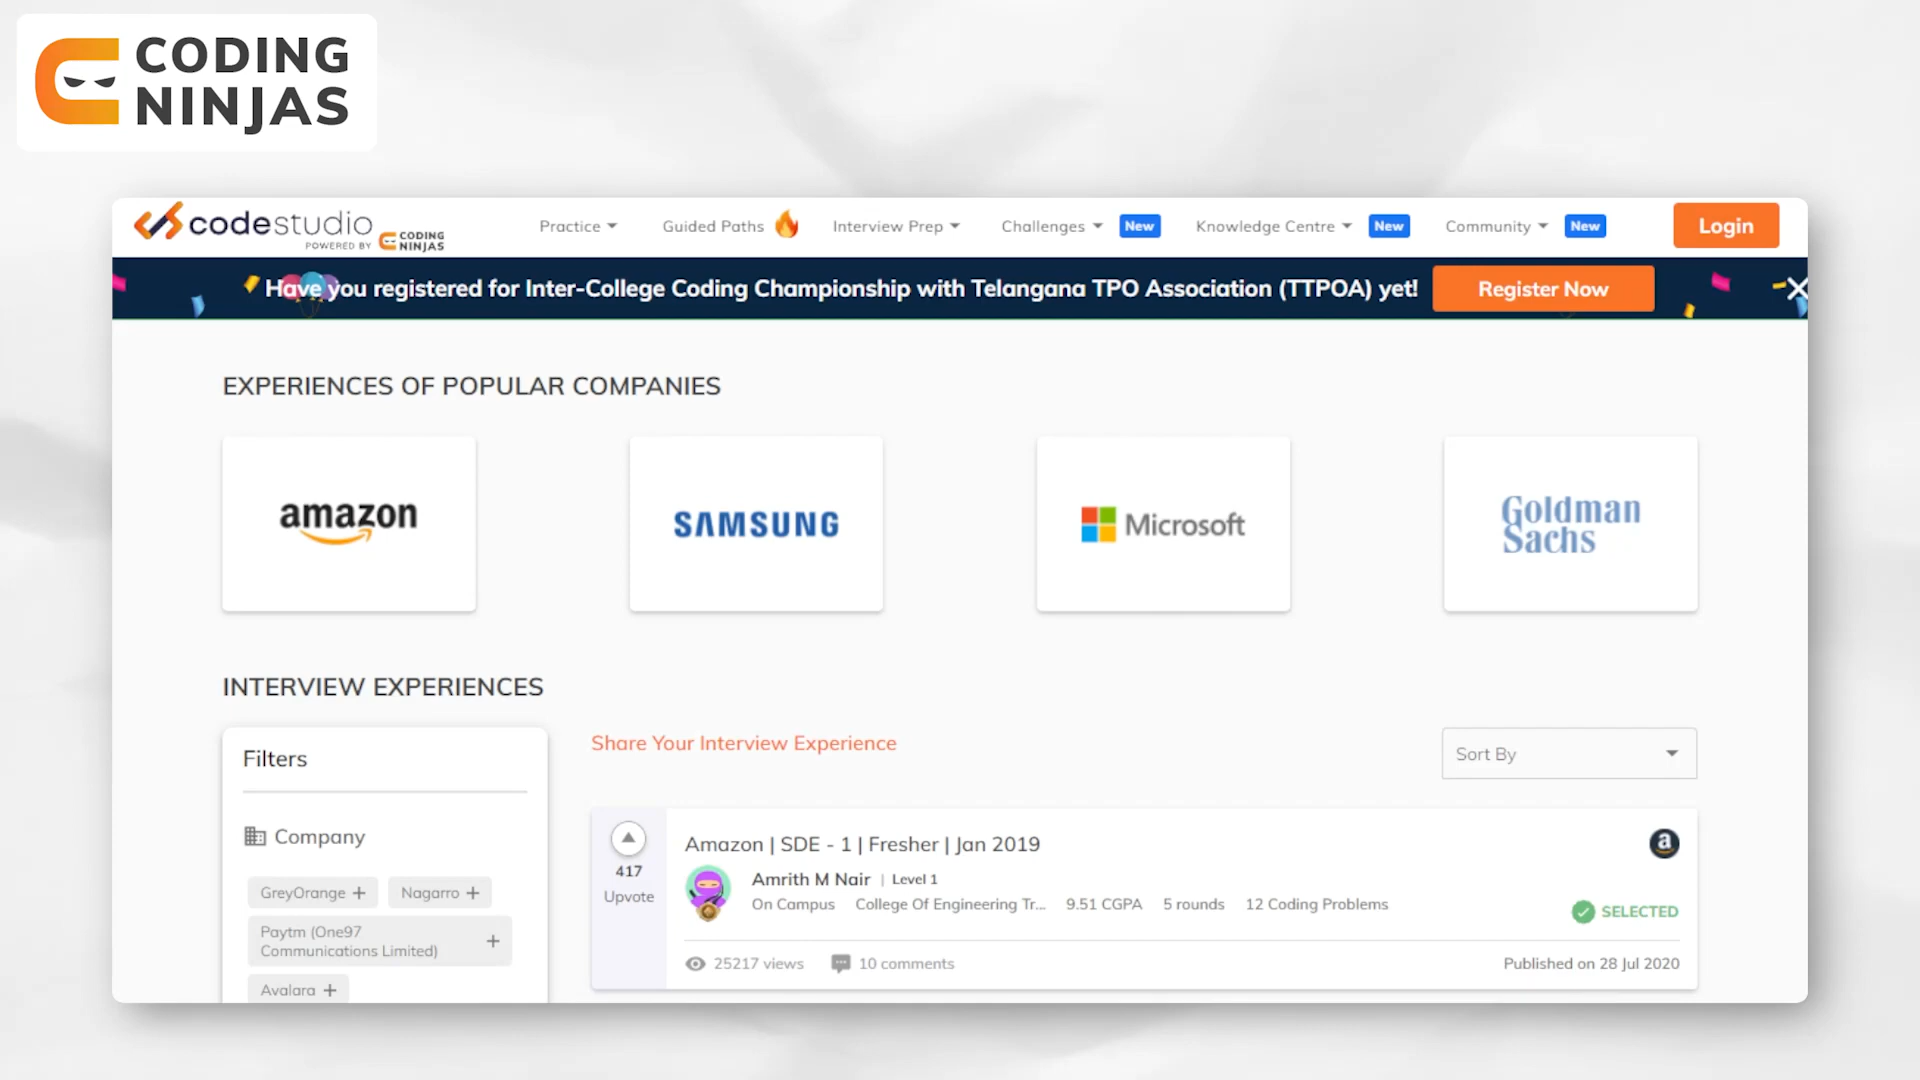 CODING
NINJAS
codestudio
POWERED BY CODING NINJAS
Practice
Guided Paths
Interview Prep
Challenges
New
Knowledge Centre
New
Community
New
Login
Have you registered for Inter-College Coding Championship with Telangana TPO Association (TTPOA) yet!
Register Now
EXPERIENCES OF POPULAR COMPANIES
amazon
SAMSUNG
Microsoft
Goldman
Sachs
INTERVIEW EXPERIENCES
Filters
Company
GreyOrange +
Nagarro +
Paytm (One97
Communications Limited) +
Avalara +
Share Your Interview Experience
Sort By
417
Upvote
Amazon | SDE - 1 | Fresher | Jan 2019
a
Amrith M Nair | Level 1
On Campus College Of Engineering Tr... 9.51 CGPA 5 rounds 12 Coding Problems
SELECTED
25217 views 10 comments
Published on 28 Jul 2020